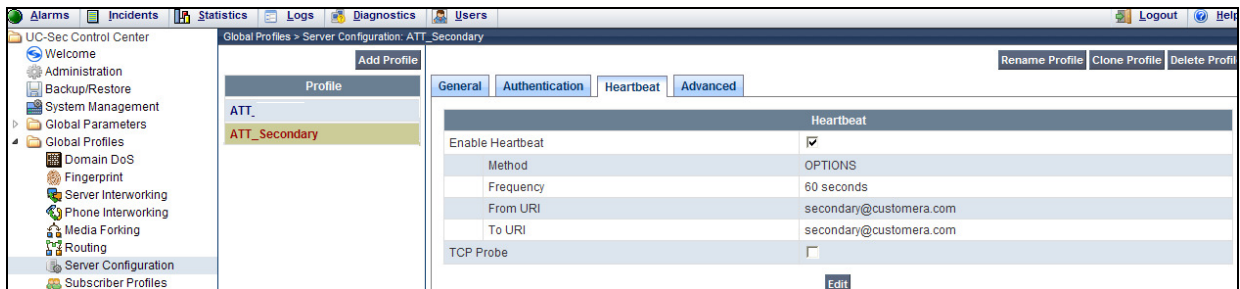 Alarms Incidents Statistics Logs Diagnostics Users Logout Help
UC-Sec Control Center
Welcome
Administration
Backup/Restore
System Management
Global Parameters
Global Profiles
Domain DoS
Fingerprint
Server Interworking
Phone Interworking
Media Forking
Routing
Server Configuration
Subscriber Profiles
Global Profiles > Server Configuration: ATT_Secondary
Add Profile
Rename Profile Clone Profile Delete Profil
Profile
ATT_
ATT_Secondary
General Authentication Heartbeat Advanced
Heartbeat
Enable Heartbeat
Method OPTIONS
Frequency 60 seconds
From URI secondary@customera.com
To URI secondary@customera.com
TCP Probe
Edit